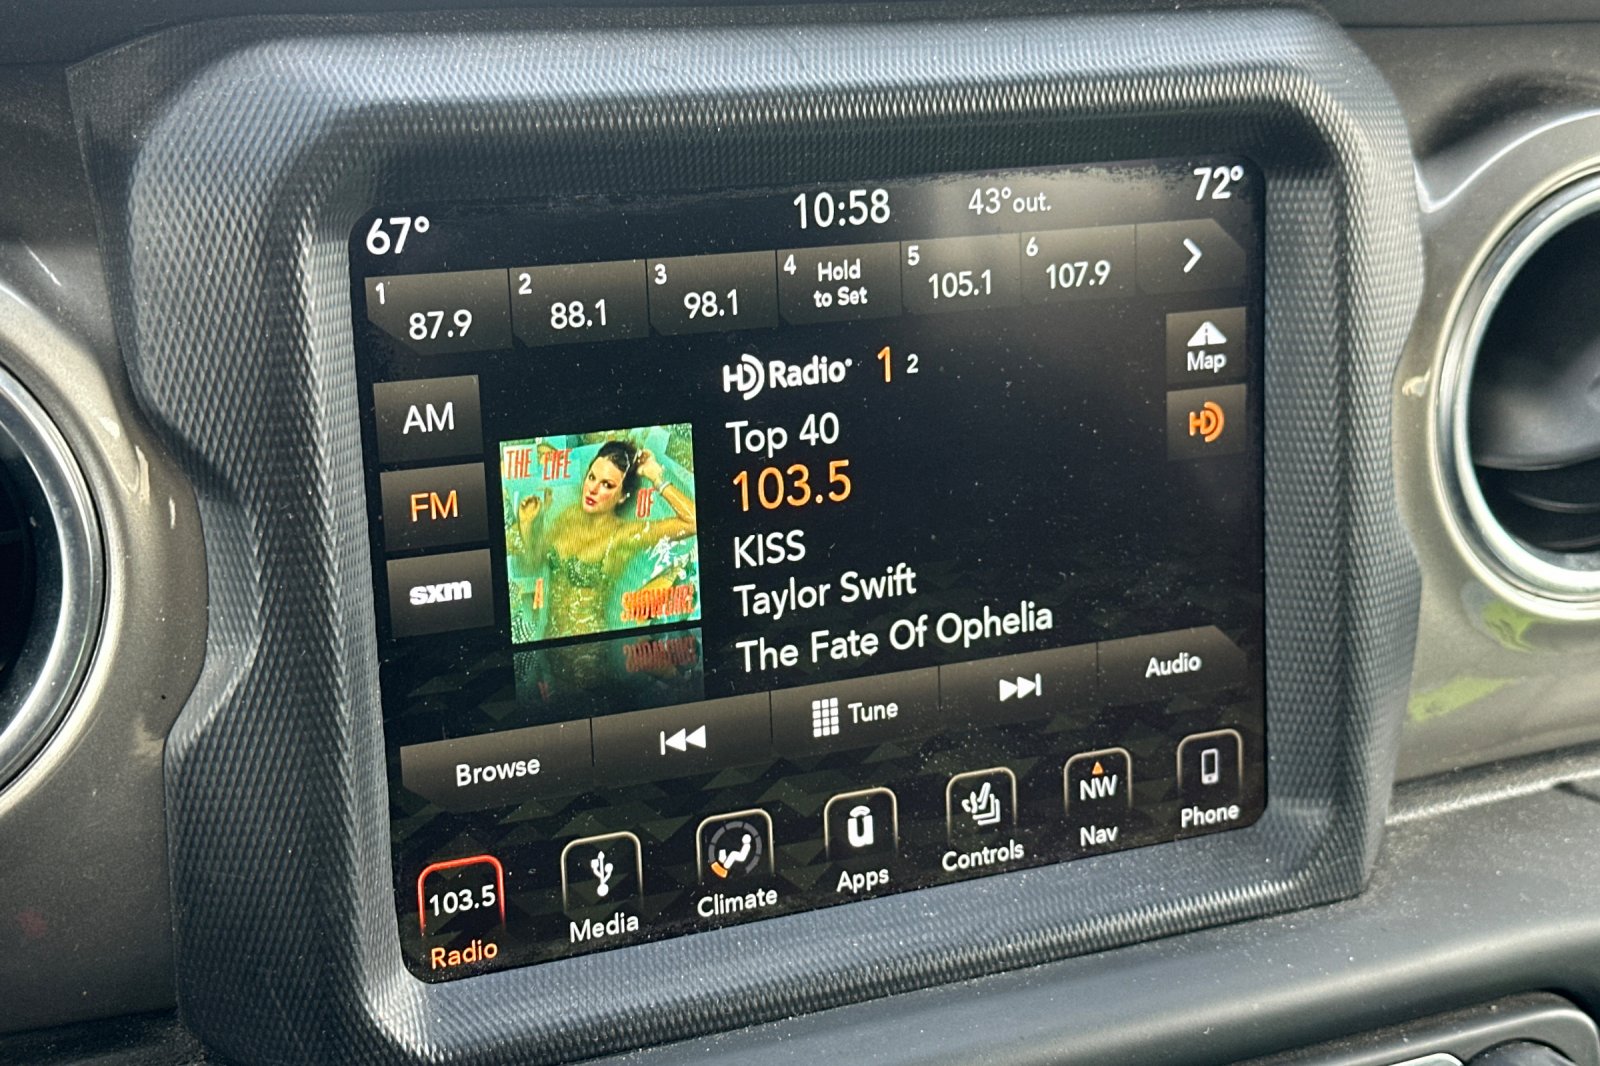 67°
10:58
43°out.
72°
1 87.9
2 88.1
3 98.1
4 Hold
to Set
5 105.1
6 107.9
Map
HD Radio 1 2
AM
Top 40
HD
FM
103.5
THE LIFE
OF
A
SHOWGIRL
KISS
sxm
Taylor Swift
The Fate Of Ophelia
Browse
Tune
Audio
103.5
Radio
Media
Climate
u
Apps
Controls
NW
Nav
Phone